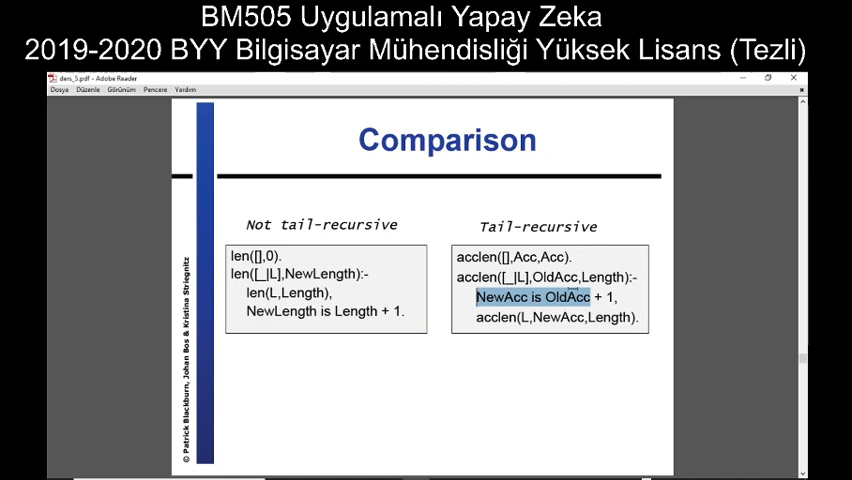 BM505 Uygulamalı Yapay Zeka
2019-2020 BYY Bilgisayar Mühendisliği Yüksek Lisans (Tezli)
ders_5.pdf - Adobe Reader
Dosya Düzenle Görünüm Pencere Yardım
Comparison
Not tail-recursive
len([],0).
len([_|L],NewLength):-
len(L,Length),
NewLength is Length + 1.
Tail-recursive
acclen([],Acc,Acc).
acclen([_|L],OldAcc,Length):-
NewAcc is OldAcc + 1,
acclen(L,NewAcc,Length).
© Patrick Blackburn, Johan Bos & Kristina Striegnitz